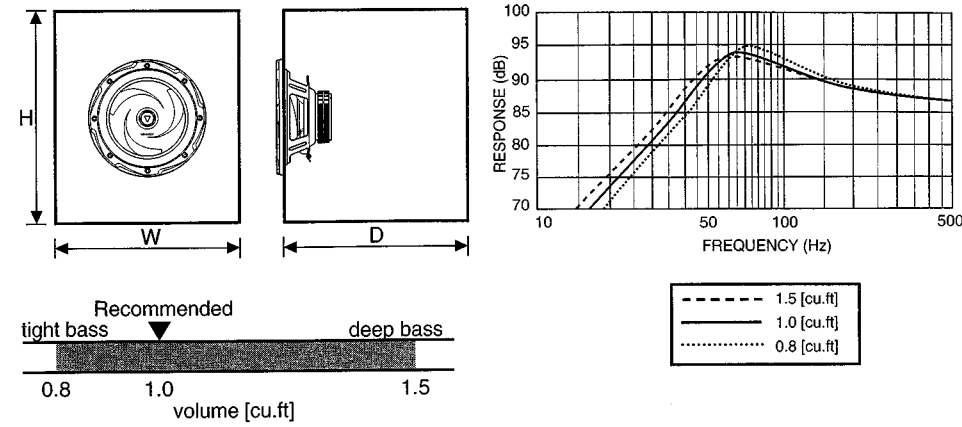 H
W
D
Recommended
tight bass
deep bass
0.8
1.0
1.5
volume [cu.ft]
RESPONSE (dB)
100
95
90
85
80
75
70
10
50
100
500
FREQUENCY (Hz)
1.5 [cu.ft]
1.0 [cu.ft]
0.8 [cu.ft]